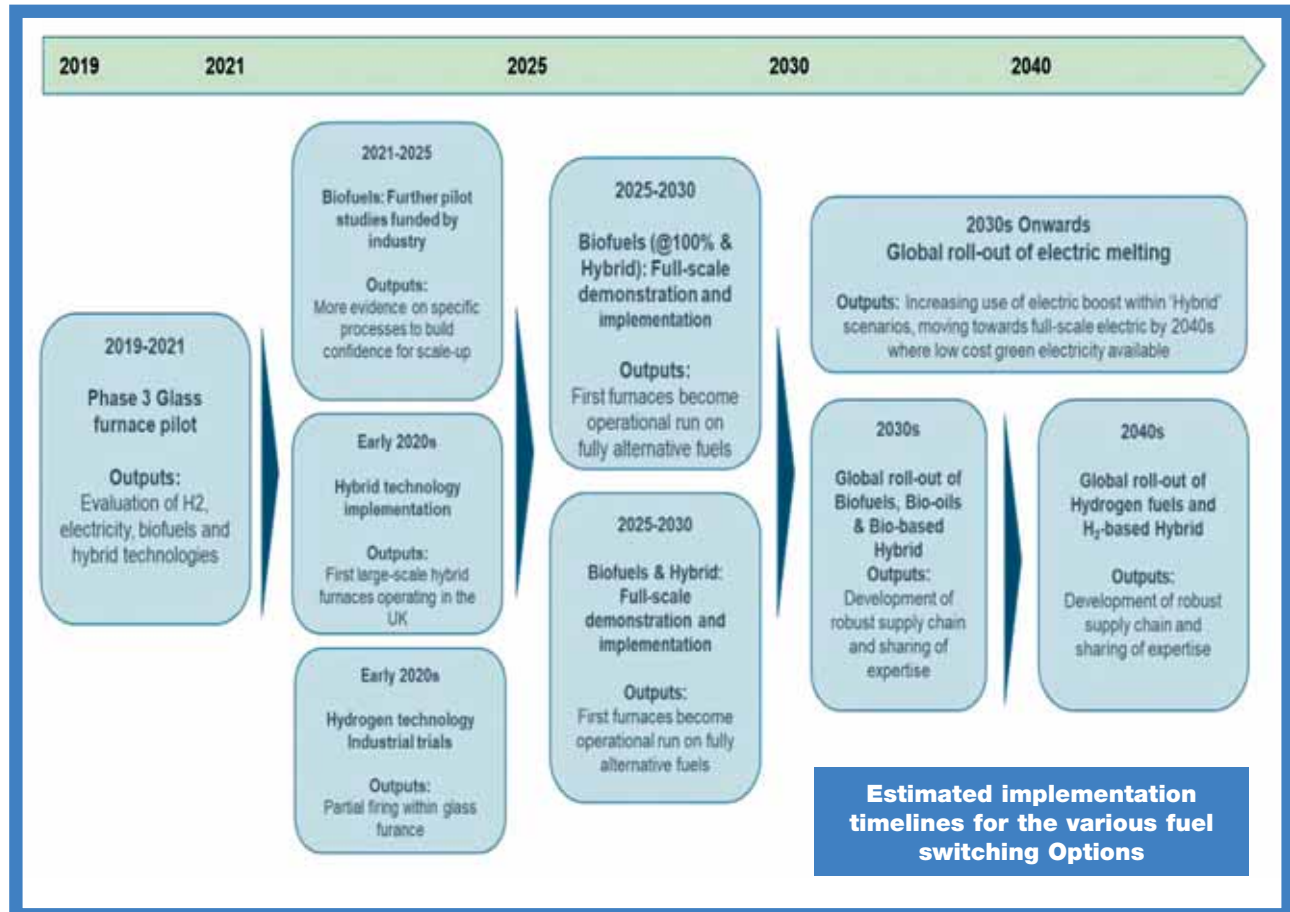 2019 2021 2025 2030 2040
2019-2021
Phase 3 Glass
furnace pilot
Outputs:
Evaluation of H2,
electricity, biofuels and
hybrid technologies
2021-2025
Biofuels: Further pilot
studies funded by
industry
Outputs:
More evidence on specific
processes to build
confidence for scale-up
Early 2020s
Hybrid technology
implementation
Outputs:
First large-scale hybrid
furnaces operating in the
UK
Early 2020s
Hydrogen technology
Industrial trials
Outputs:
Partial firing within glass
furance
2025-2030
Biofuels (@100% &
Hybrid): Full-scale
demonstration and
implementation
Outputs:
First furnaces become
operational run on
fully alternative fuels
2025-2030
Biofuels & Hybrid:
Full-scale
demonstration and
implementation
Outputs:
First furnaces become
operational run on fully
alternative fuels
2030s Onwards
Global roll-out of electric melting
Outputs: Increasing use of electric boost within 'Hybrid'
scenarios, moving towards full-scale electric by 2040s
where low cost green electricity available
2030s
Global roll-out of
Biofuels, Bio-oils
& Bio-based
Hybrid
Outputs:
Development of
robust supply chain
and sharing of
expertise
2040s
Global roll-out of
Hydrogen fuels and
H₂-based Hybrid
Outputs:
Development of robust
supply chain and
sharing of expertise
Estimated implementation
timelines for the various fuel
switching Options